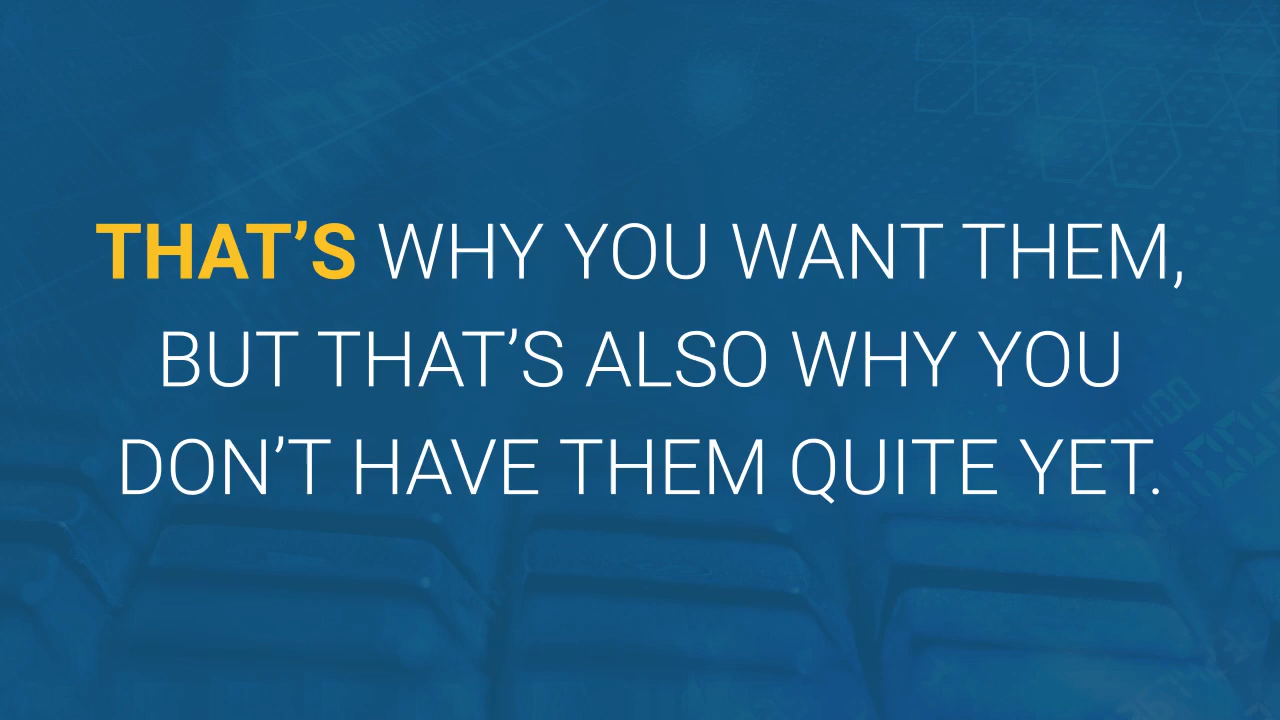 THAT’S WHY YOU WANT THEM,
BUT THAT’S ALSO WHY YOU
DON’T HAVE THEM QUITE YET.